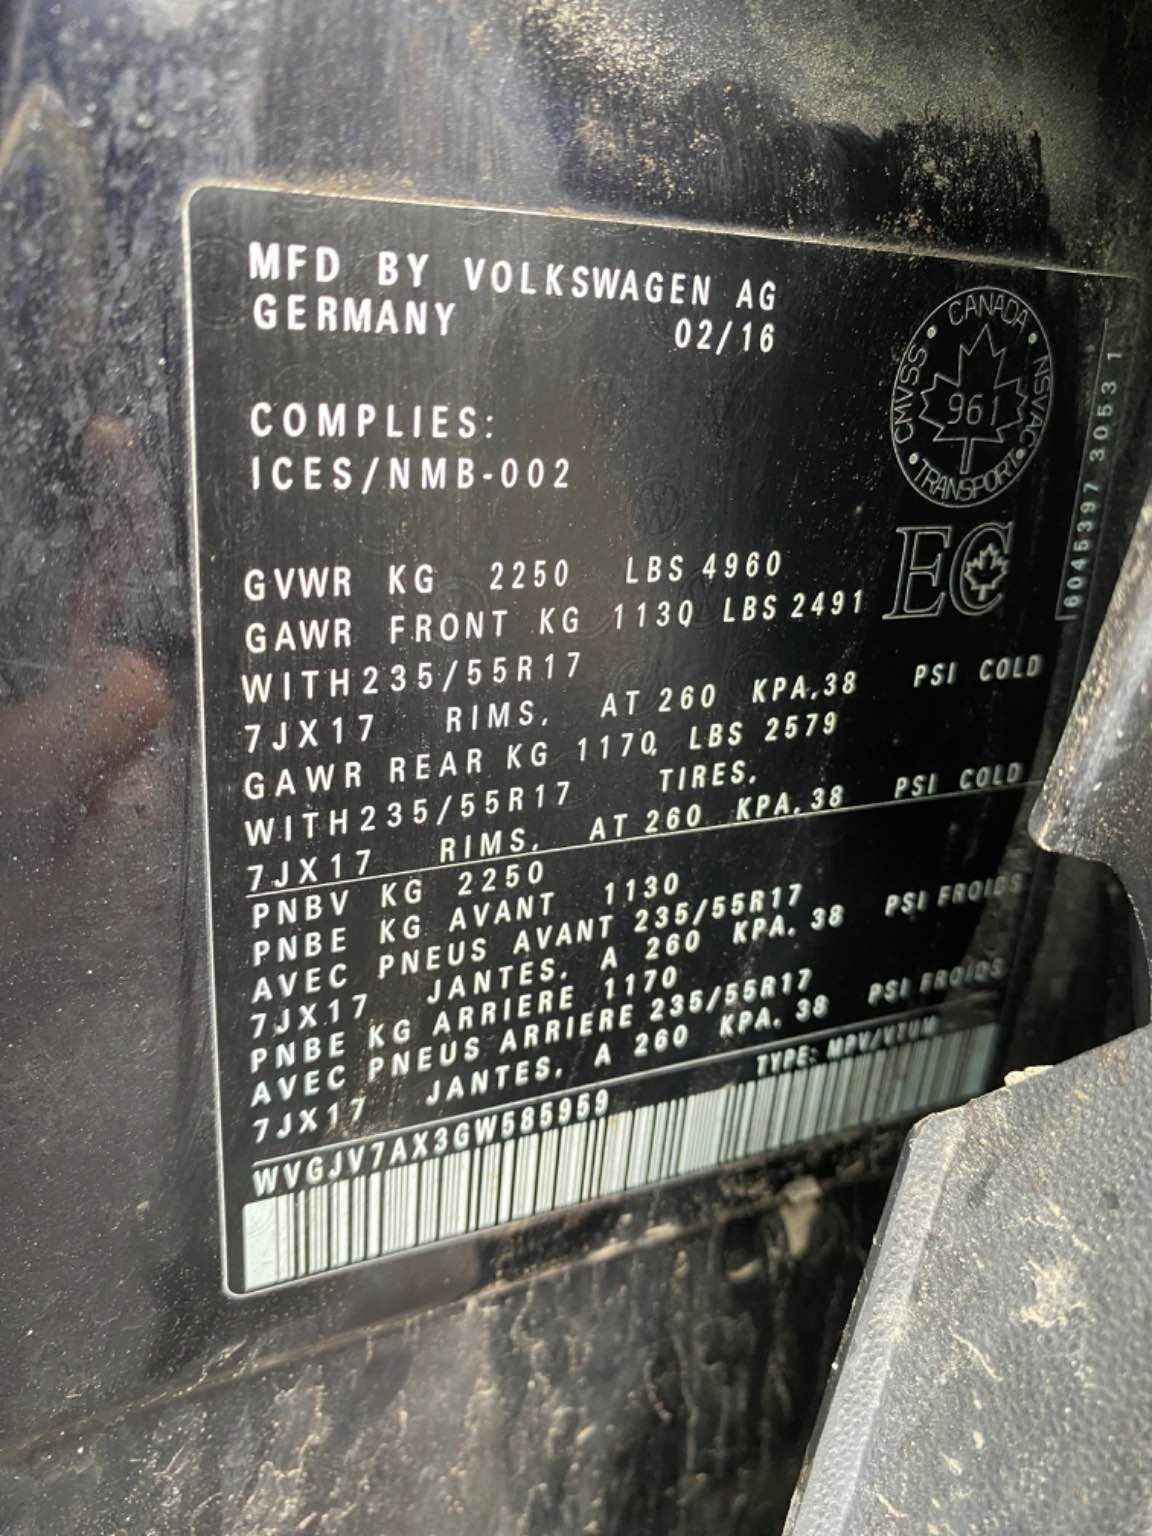 MFD BY VOLKSWAGEN AG
GERMANY 02/16
CANADA
CMVSS
NSVAC
961
TRANSPORT
6045397 3053 1
COMPLIES:
ICES/NMB-002
EC
GVWR KG 2250 LBS 4960
GAWR FRONT KG 1130 LBS 2491
WITH235/55R17
7JX17 RIMS, AT 260 KPA,38 PSI COLD
GAWR REAR KG 1170, LBS 2579
WITH235/55R17 TIRES,
7JX17 RIMS, AT 260 KPA,38 PSI COLD
PNBV KG 2250
PNBE KG AVANT 1130
AVEC PNEUS AVANT 235/55R17
7JX17 JANTES, A 260 KPA, 38 PSI FROIDS
PNBE KG ARRIERE 1170
AVEC PNEUS ARRIERE 235/55R17
7JX17 JANTES, A 260 KPA, 38 PSI FROIDS
WVGJV7AX3GW585959 TYPE: MPV/VTUM